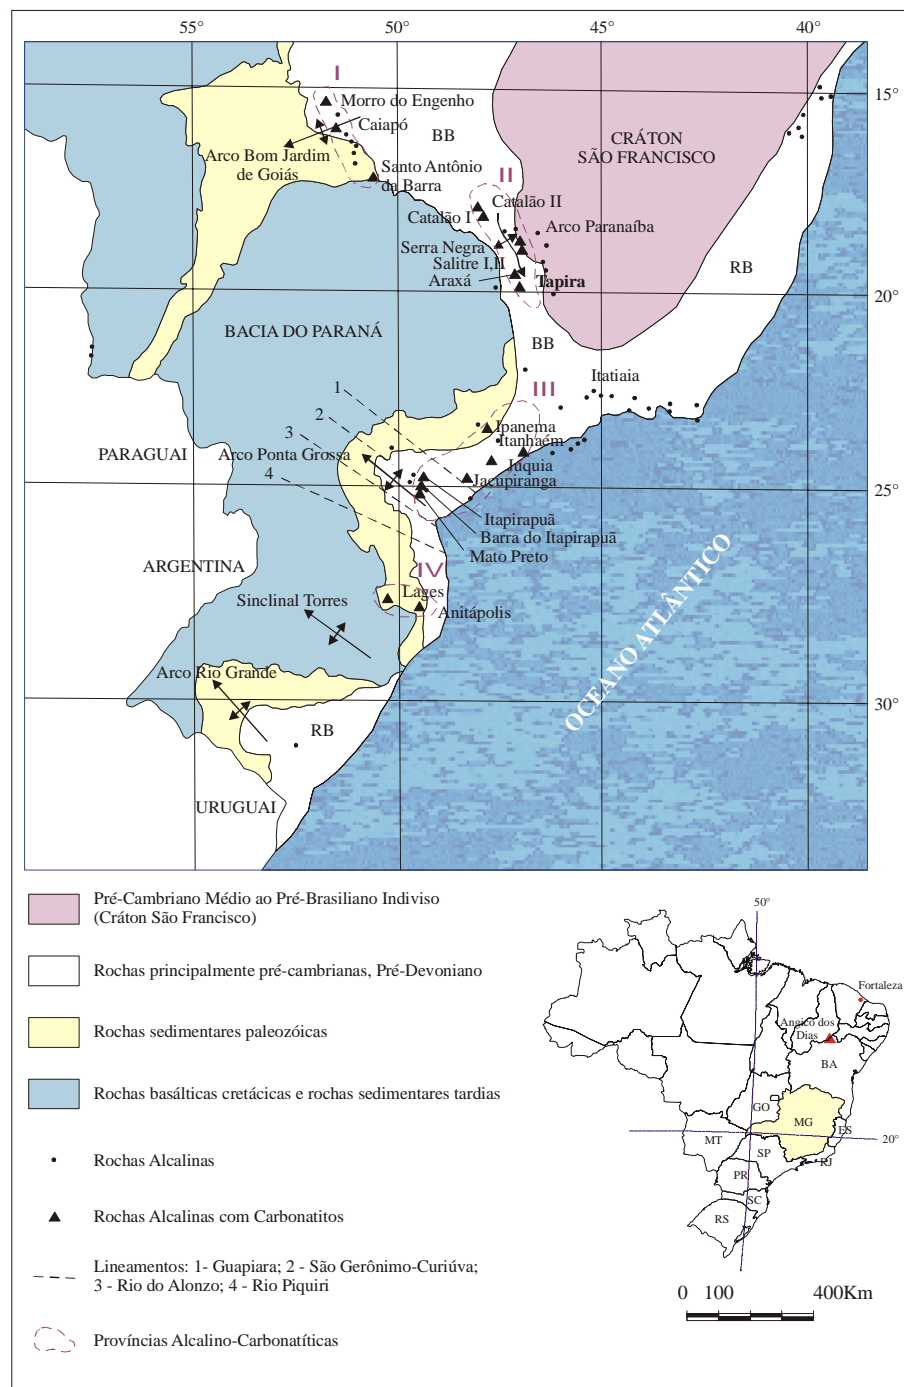 55°
50°
45°
40°
I
Morro do Engenho
15°
Caiapó
BB
CRÁTON
SÃO FRANCISCO
Arco Bom Jardim
de Goiás
Santo Antônio
da Barra
II
Catalão II
Catalão I
Arco Paranaíba
Serra Negra
Salitre I,II
RB
Araxá
Tapira
20°
BACIA DO PARANÁ
BB
Itatiaia
1
III
2
Ipanema
3
Itanhaém
PARAGUAI
Arco Ponta Grossa
Juquia
4
Jacupiranga
25°
Itapirapuã
Barra do Itapirapuã
Mato Preto
ARGENTINA
IV
Lages
Sinclinal Torres
Anitápolis
OCEANO ATLÂNTICO
Arco Rio Grande
30°
RB
URUGUAI
Pré-Cambriano Médio ao Pré-Brasiliano Indiviso
(Cráton São Francisco)
Rochas principalmente pré-cambrianas, Pré-Devoniano
Rochas sedimentares paleozóicas
Rochas basálticas cretácicas e rochas sedimentares tardias
Rochas Alcalinas
Rochas Alcalinas com Carbonatitos
Lineamentos: 1- Guapiara; 2 - São Gerônimo-Curiúva;
3 - Rio do Alonzo; 4 - Rio Piquiri
Províncias Alcalino-Carbonatíticas
50°
Fortaleza
Angico dos
Dias
BA
GO
MG
ES
MT
20°
SP
RJ
PR
SC
RS
0 100 400Km